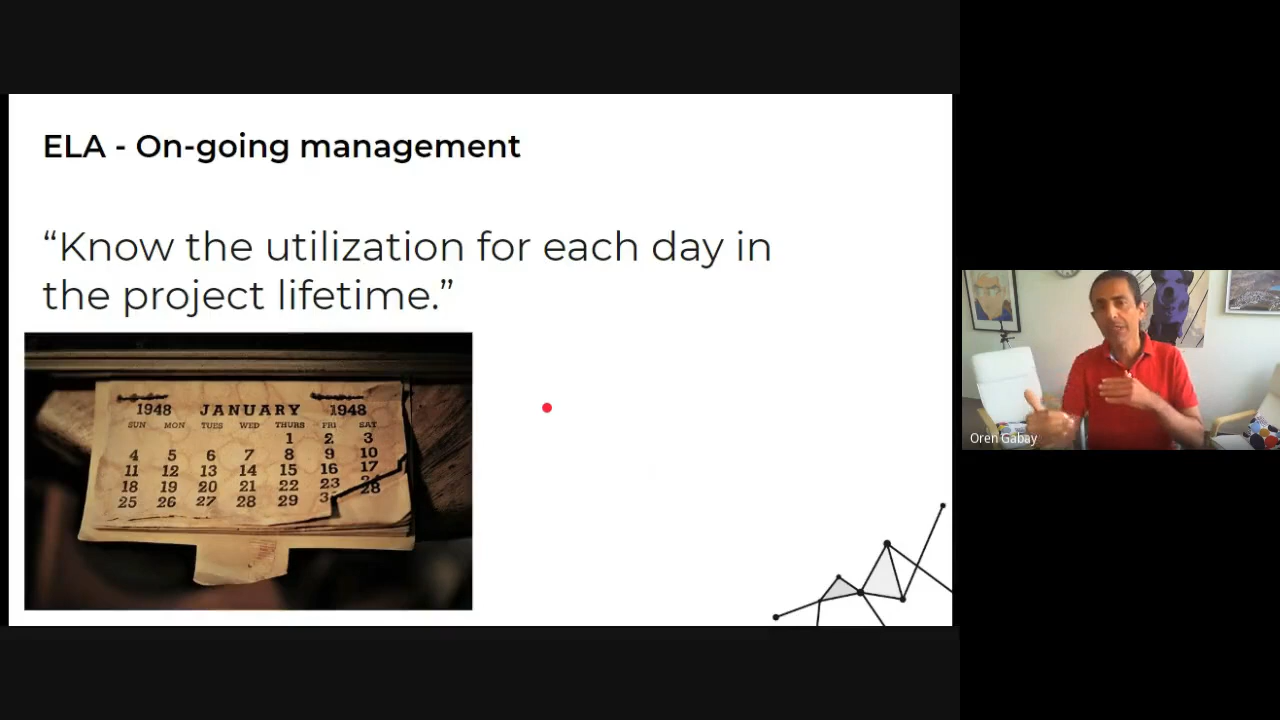 ELA - On-going management
“Know the utilization for each day in
the project lifetime.”
1948 JANUARY 1948
SUN MON TUES WED THURS FRI SAT
1 2 3
4 5 6 7 8 9 10
11 12 13 14 15 16 17
18 19 20 21 22 23
25 26 27 28 29 28
Oren Gabay